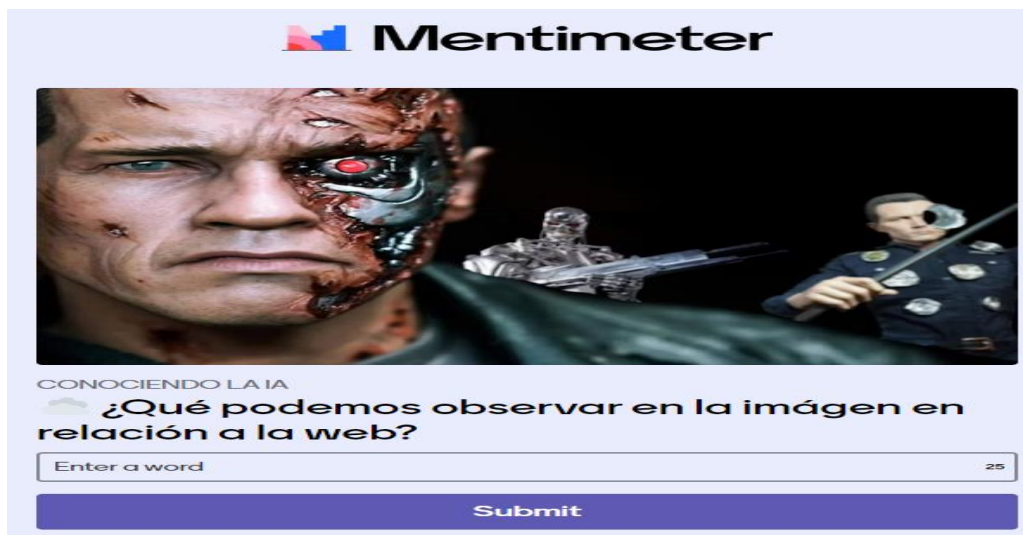 Mentimeter
CONOCIENDO LA IA
¿Qué podemos observar en la imágen en
relación a la web?
Enter a word 25
Submit